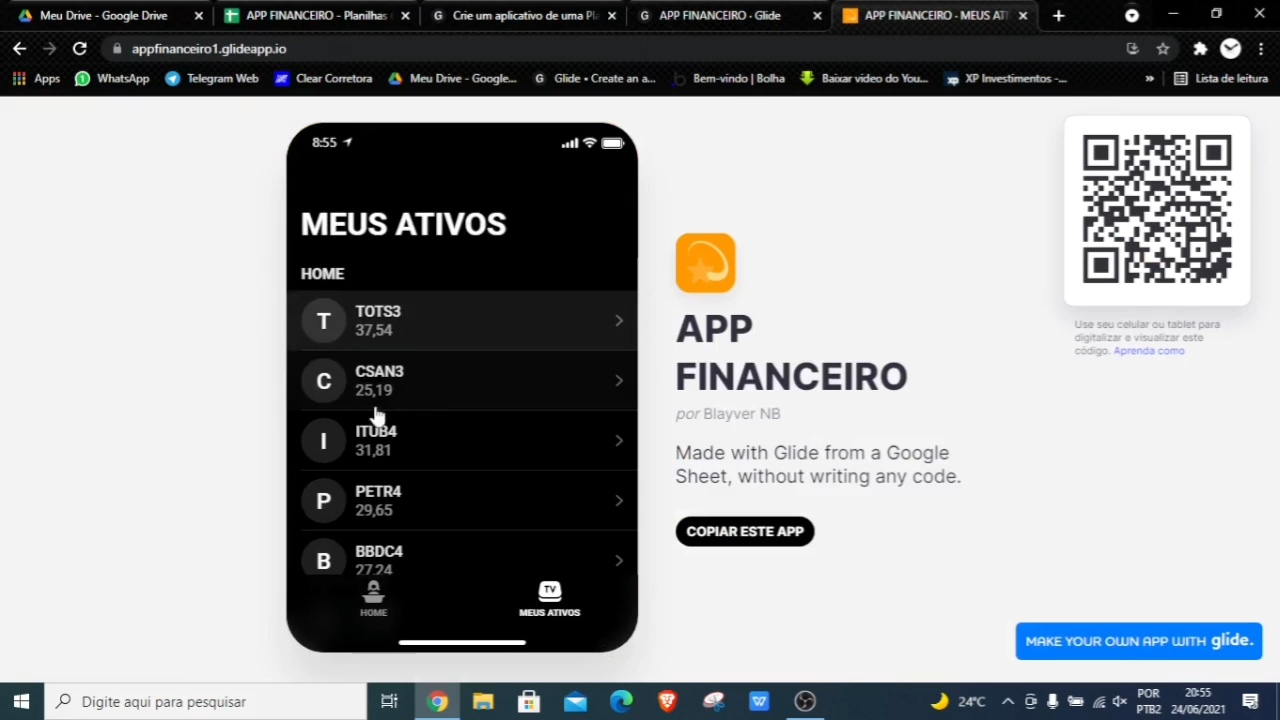 Meu Drive - Google Drive
APP FINANCEIRO - Planilhas
Crie um aplicativo de uma Pl
APP FINANCEIRO · Glide
APP FINANCEIRO · MEUS AT
appfinanceiro1.glideapp.io
Apps
WhatsApp
Telegram Web
Clear Corretora
Meu Drive - Google...
Glide • Create an a...
Bem-vindo | Bolha
Baixar video do You...
XP Investimentos -...
»
Lista de leitura
8:55
MEUS ATIVOS
HOME
T
TOTS3
37,54
C
CSAN3
25,19
I
ITUB4
31,81
P
PETR4
29,65
B
BBDC4
27,24
HOME
TV
MEUS ATIVOS
APP
FINANCEIRO
por Blayver NB
Made with Glide from a Google
Sheet, without writing any code.
COPIAR ESTE APP
Use seu celular ou tablet para
digitalizar e visualizar este
código. Aprenda como
MAKE YOUR OWN APP WITH glide.
Digite aqui para pesquisar
24°C
POR
PTB2
20:55
24/06/2021